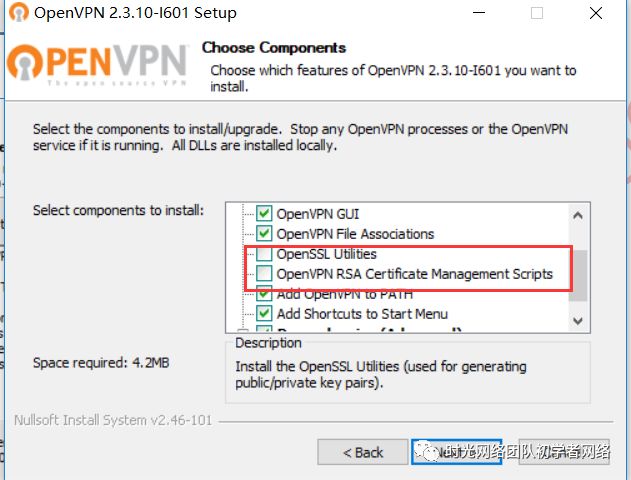 OpenVPN 2.3.10-I601 Setup
OPENVPN
The open source VPN
Choose Components
Choose which features of OpenVPN 2.3.10-I601 you want to
install.
Select the components to install/upgrade. Stop any OpenVPN processes or the OpenVPN
service if it is running. All DLLs are installed locally.
Select components to install:
OpenVPN GUI
OpenVPN File Associations
OpenSSL Utilities
OpenVPN RSA Certificate Management Scripts
Add OpenVPN to PATH
Add Shortcuts to Start Menu
Space required: 4.2MB
Description
Install the OpenSSL Utilities (used for generating
public/private key pairs).
Nullsoft Install System v2.46-101
< Back
时光网络团队初学者网络